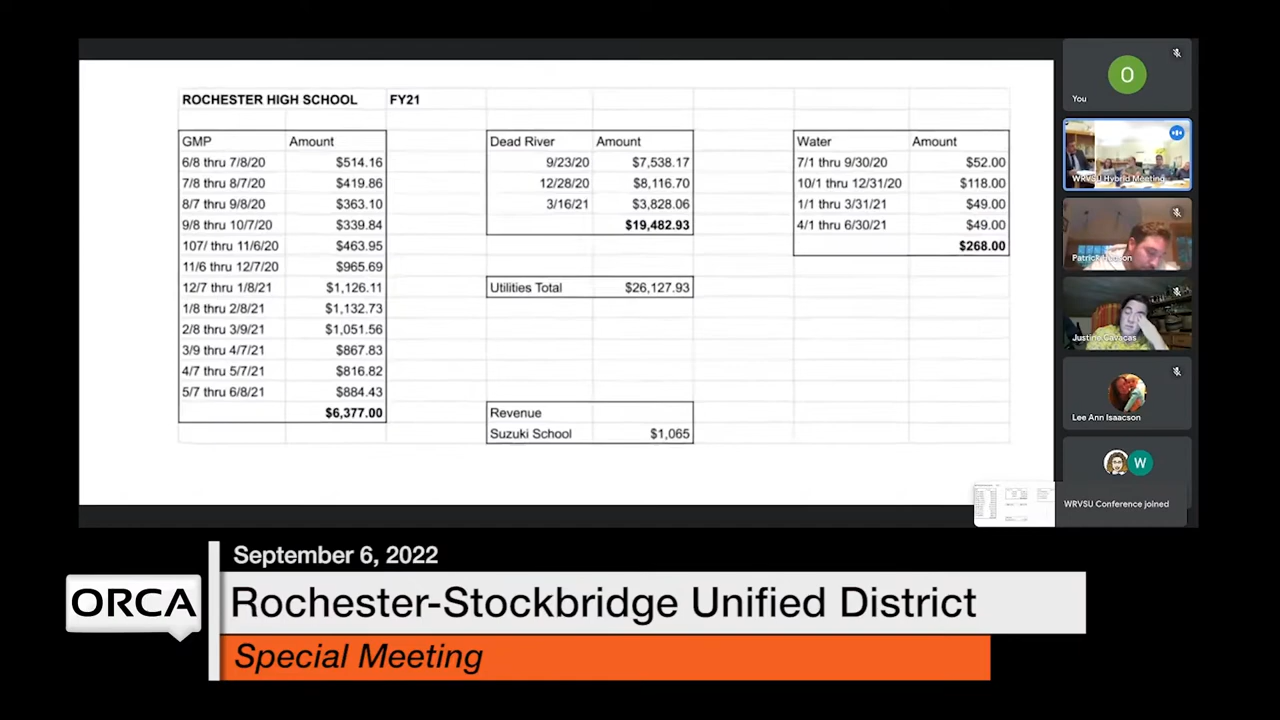 ROCHESTER HIGH SCHOOL FY21
GMP Amount
6/8 thru 7/8/20 $514.16
7/8 thru 8/7/20 $419.86
8/7 thru 9/8/20 $363.10
9/8 thru 10/7/20 $339.84
107/ thru 11/6/20 $463.95
11/6 thru 12/7/20 $965.69
12/7 thru 1/8/21 $1,126.11
1/8 thru 2/8/21 $1,132.73
2/8 thru 3/9/21 $1,051.56
3/9 thru 4/7/21 $867.83
4/7 thru 5/7/21 $816.82
5/7 thru 6/8/21 $884.43
$6,377.00
Dead River Amount
9/23/20 $7,538.17
12/28/20 $8,116.70
3/16/21 $3,828.06
$19,482.93
Utilities Total $26,127.93
Revenue
Suzuki School $1,065
Water Amount
7/1 thru 9/30/20 $52.00
10/1 thru 12/31/20 $118.00
1/1 thru 3/31/21 $49.00
4/1 thru 6/30/21 $49.00
$268.00
O
You
WRVSU Hybrid Meeting
Lee Ann Isaacson
W
WRVSU Conference joined
September 6, 2022
ORCA
Rochester-Stockbridge Unified District
Special Meeting